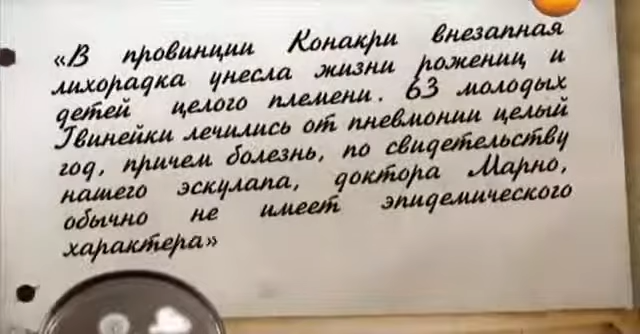 «В провинции Конакри внезапная
лихорадка унесла жизни рожениц и
детей целого племени. 63 молодых
Гвинейки лечились от пневмонии целый
год, причем болезнь, по свидетельству
нашего эскулапа, доктора Марно,
обычно не имеет эпидемического
характера»